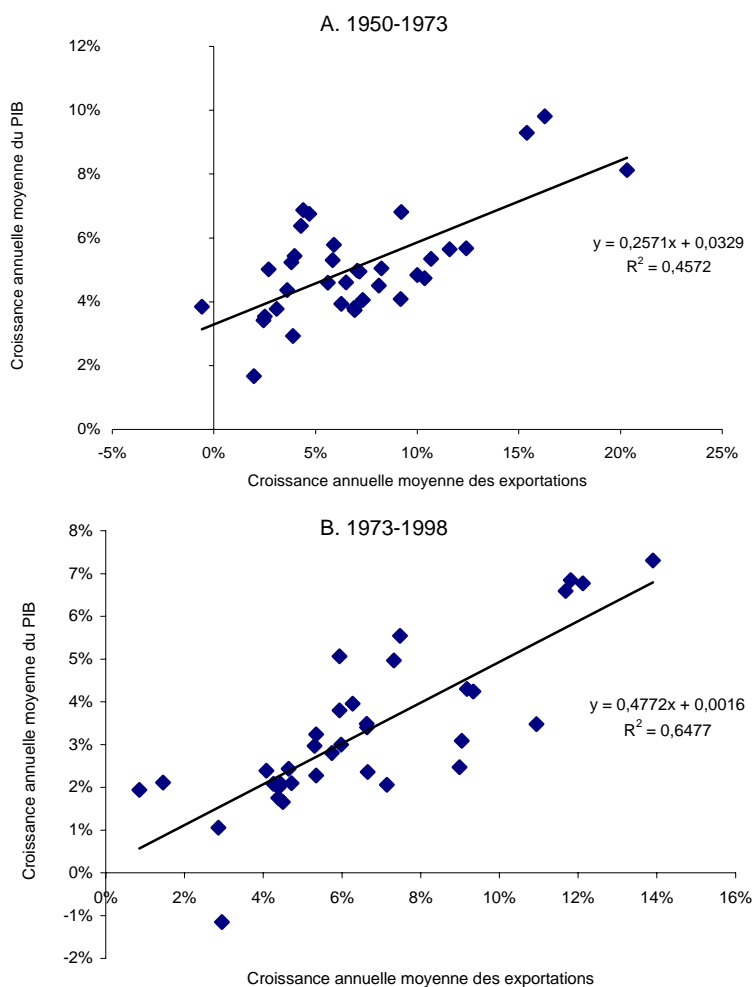 A. 1950-1973
12%
10%
8%
6%
4%
2%
0%
Croissance annuelle moyenne du PIB
y = 0,2571x + 0,0329
R² = 0,4572
-5% 0% 5% 10% 15% 20% 25%
Croissance annuelle moyenne des exportations
B. 1973-1998
8%
7%
6%
5%
4%
3%
2%
1%
0%
-1%
-2%
Croissance annuelle moyenne du PIB
y = 0,4772x + 0,0016
R² = 0,6477
0% 2% 4% 6% 8% 10% 12% 14% 16%
Croissance annuelle moyenne des exportations